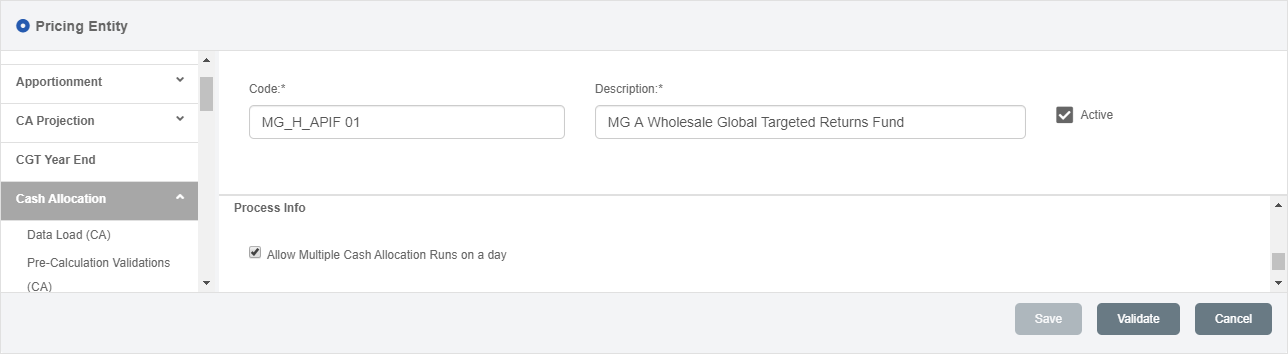 Pricing Entity
Apportionment
CA Projection
CGT Year End
Cash Allocation
Data Load (CA)
Pre-Calculation Validations
(CA)
Code:*
Description:*
MG_H_APIF 01
MG A Wholesale Global Targeted Returns Fund
Active
Process Info
Allow Multiple Cash Allocation Runs on a day
Save
Validate
Cancel